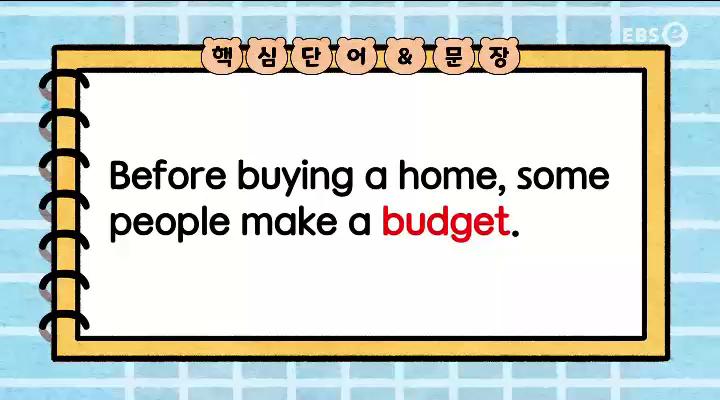 EBS e
핵심단어 & 문장
Before buying a home, some
people make a budget.